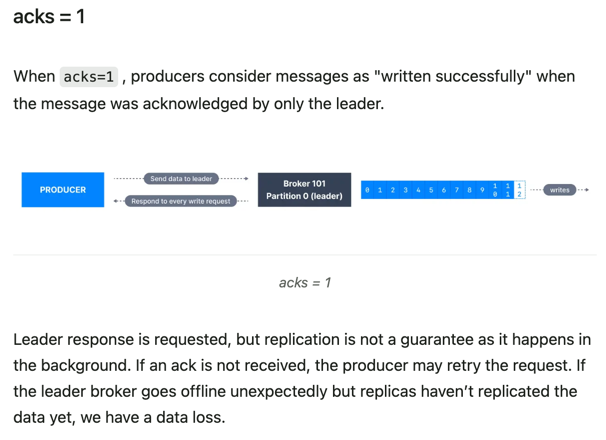 acks = 1
When acks=1 , producers consider messages as "written successfully" when
the message was acknowledged by only the leader.
PRODUCER
Send data to leader
Respond to every write request
Broker 101
Partition 0 (leader)
0 1 2 3 4 5 6 7 8 9 10 11 12
writes
acks = 1
Leader response is requested, but replication is not a guarantee as it happens in
the background. If an ack is not received, the producer may retry the request. If
the leader broker goes offline unexpectedly but replicas haven’t replicated the
data yet, we have a data loss.